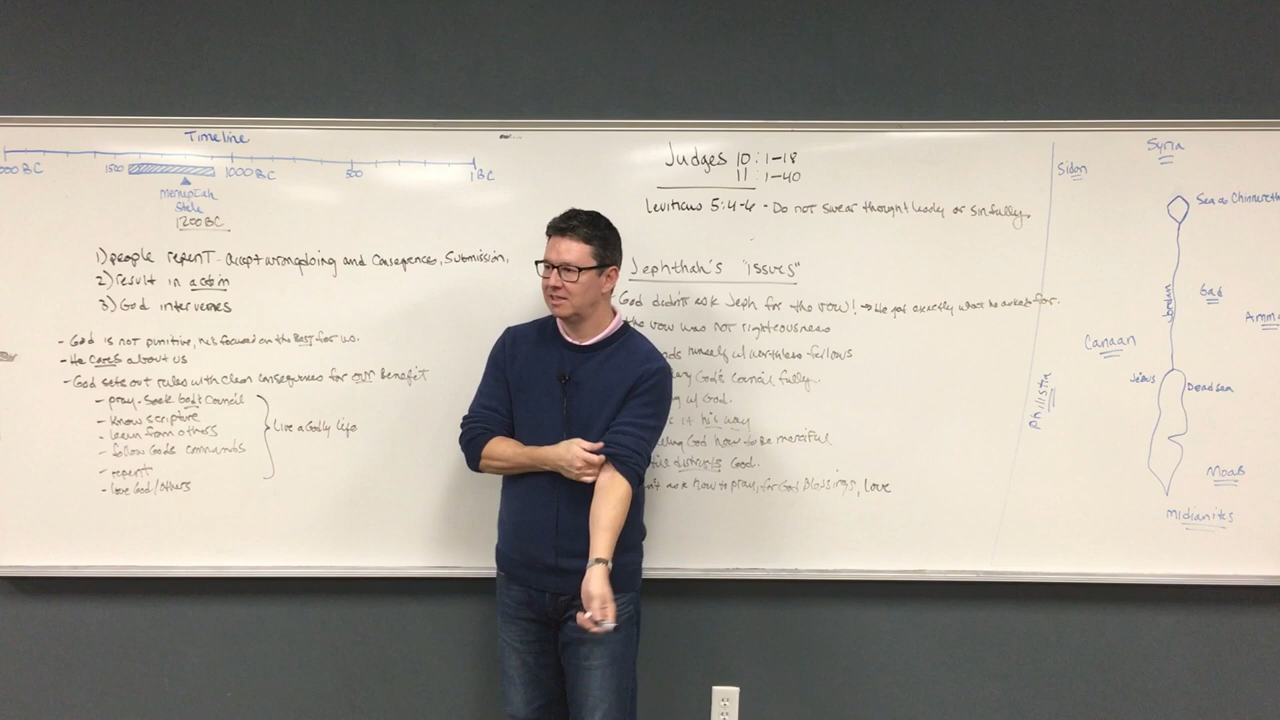 Timeline
000 BC 1500 1000 BC 500 1 BC
Merneptah
Stele
1200 BC
1) people repent - accept wrongdoing and consequences, submission,
2) result in action
3) God intervenes
- God is not punitive, he's focused on the Best for us.
- He cares about us
- God sets out rules with clear consequences for our Benefit
- pray - Seek God's Council
- Know scripture
- learn from others
- follow Gods commands
- repent
- love God/others
Live a Godly life
Judges 10:1-18
11:1-40
Leviticus 5:4-6 - Do not swear thoughtlessly or sinfully.
Jephthah's "Issues"
God didn't ask Jeph for the vow! → He got exactly what he asked for.
the vow was not righteousness
himself w/ worthless fellows
God's Council fully.
w/ God.
it his way
God how to be merciful
distrusts God.
ask how to pray, for God Blessings, love
Sidon
Syria
Sea of Chinnereth
Jordan
Gad
Ammo
Canaan
Philistia
Jebus
Dead sea
Moab
Midianites